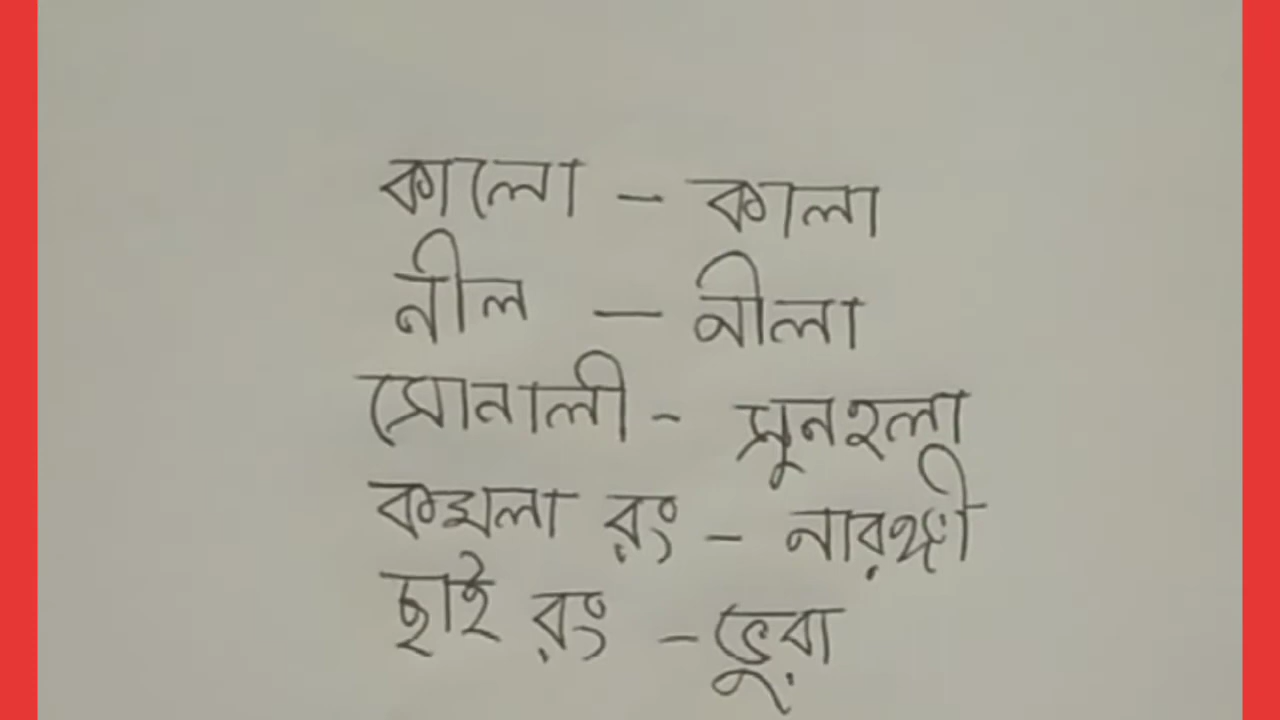 কালো - কালা
নীল - নীলা
সোনালী - সুনহলা
কমলা রং - নারঙ্গী
ছাই রং - ভুরা